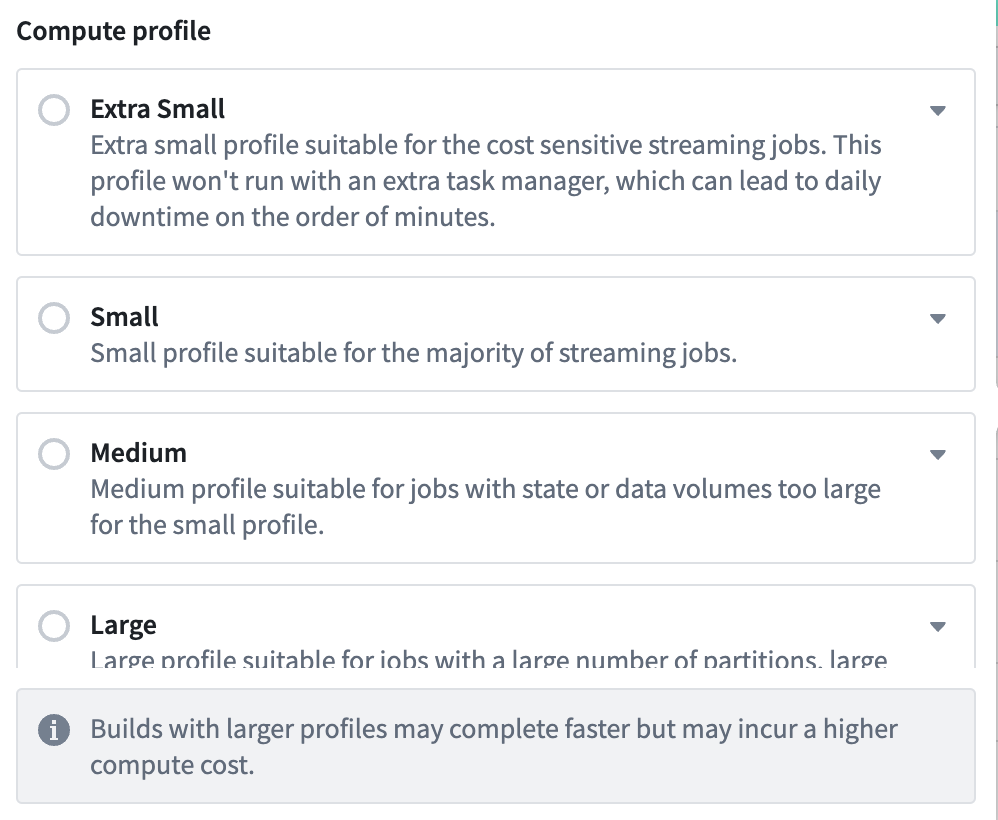 Compute profile
Extra Small
Extra small profile suitable for the cost sensitive streaming jobs. This
profile won't run with an extra task manager, which can lead to daily
downtime on the order of minutes.
Small
Small profile suitable for the majority of streaming jobs.
Medium
Medium profile suitable for jobs with state or data volumes too large
for the small profile.
Large
Large profile suitable for jobs with a large number of partitions, large
Builds with larger profiles may complete faster but may incur a higher
compute cost.